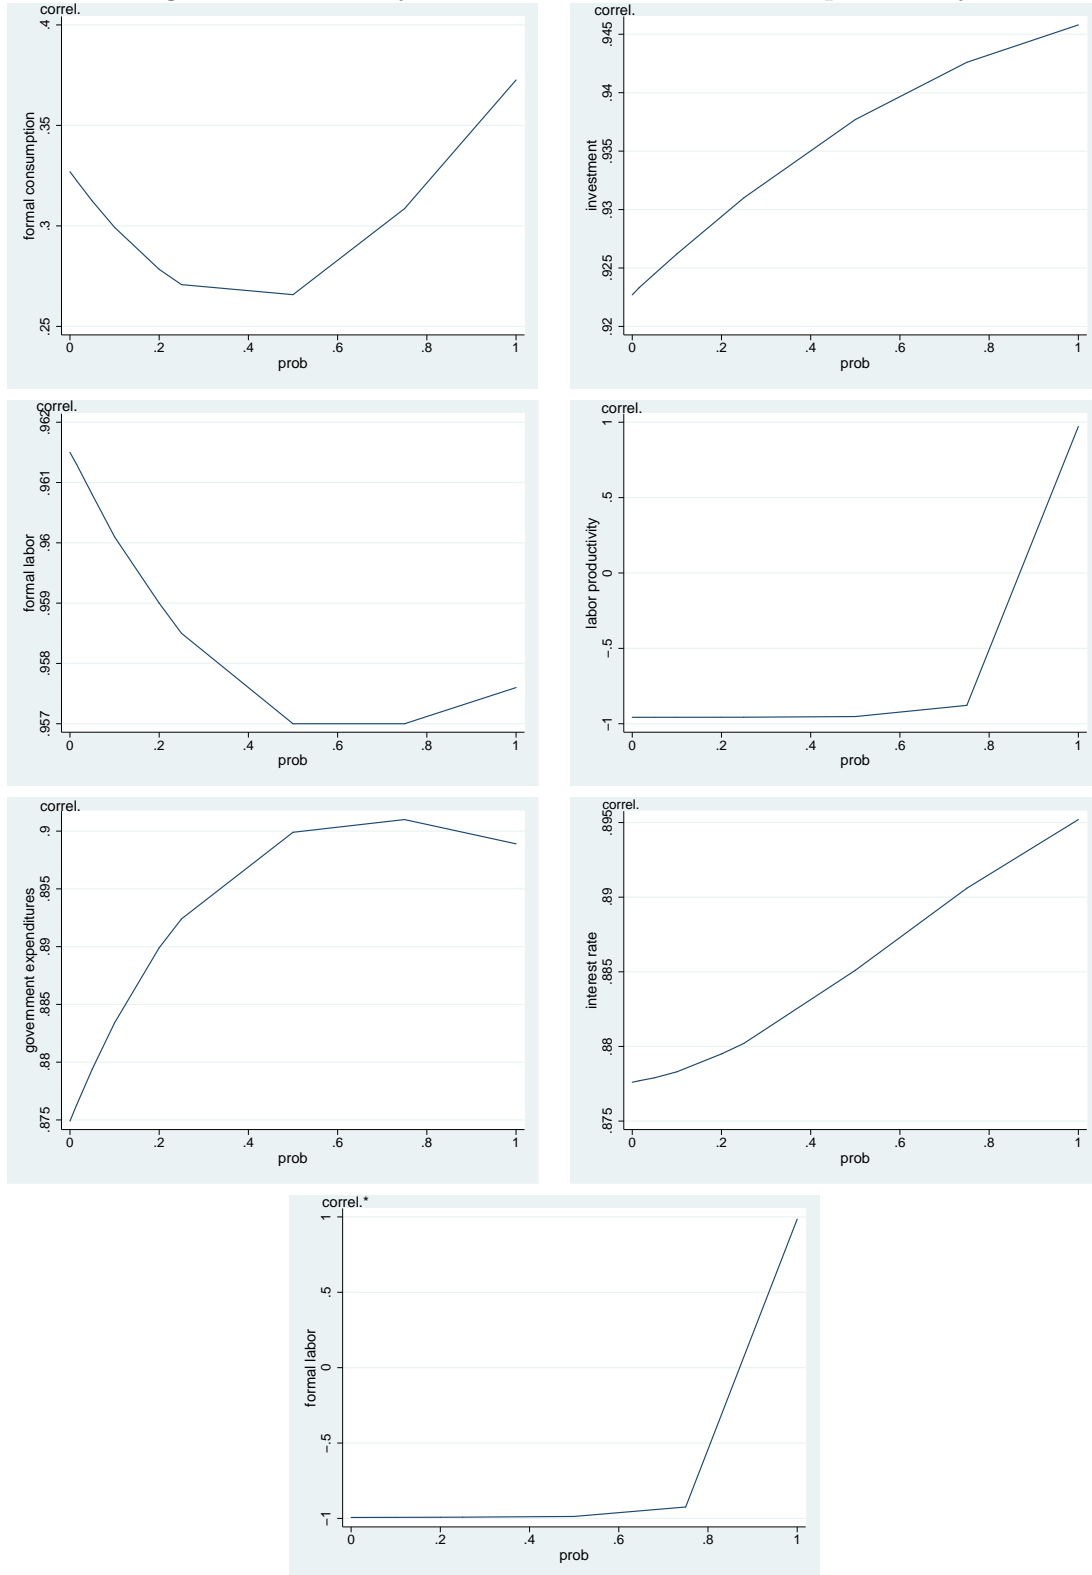 correl.
formal consumption
.4
.35
.3
.25
0 .2 .4 .6 .8 1
prob
correl.
investment
.945
.94
.935
.93
.925
.92
0 .2 .4 .6 .8 1
prob
correl.
formal labor
.962
.961
.96
.959
.958
.957
0 .2 .4 .6 .8 1
prob
correl.
labor productivity
1
.5
0
-.5
-1
0 .2 .4 .6 .8 1
prob
correl.
government expenditures
.9
.895
.89
.885
.88
.875
0 .2 .4 .6 .8 1
prob
correl.
interest rate
.895
.89
.885
.88
.875
0 .2 .4 .6 .8 1
prob
correl.*
formal labor
1
.5
0
-.5
-1
0 .2 .4 .6 .8 1
prob